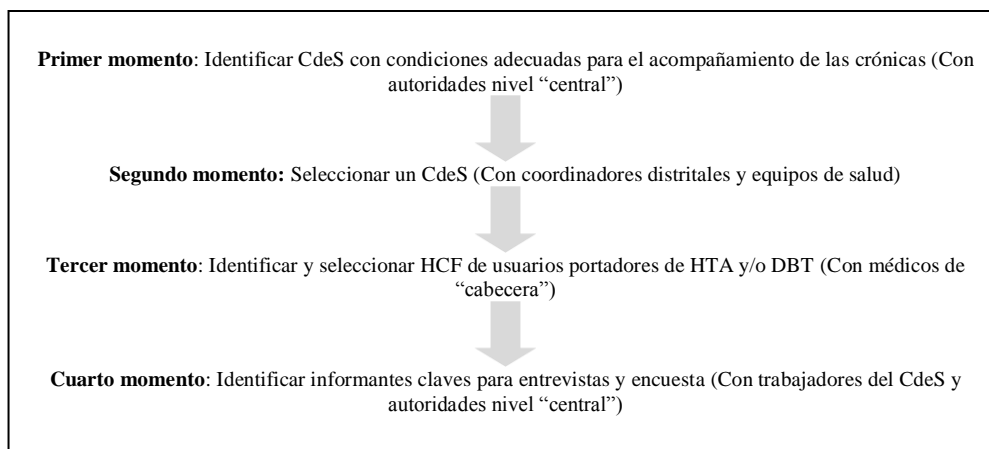 Primer momento: Identificar CdeS con condiciones adecuadas para el acompañamiento de las crónicas (Con
autoridades nivel “central”)
Segundo momento: Seleccionar un CdeS (Con coordinadores distritales y equipos de salud)
Tercer momento: Identificar y seleccionar HCF de usuarios portadores de HTA y/o DBT (Con médicos de
“cabecera”)
Cuarto momento: Identificar informantes claves para entrevistas y encuesta (Con trabajadores del CdeS y
autoridades nivel “central”)